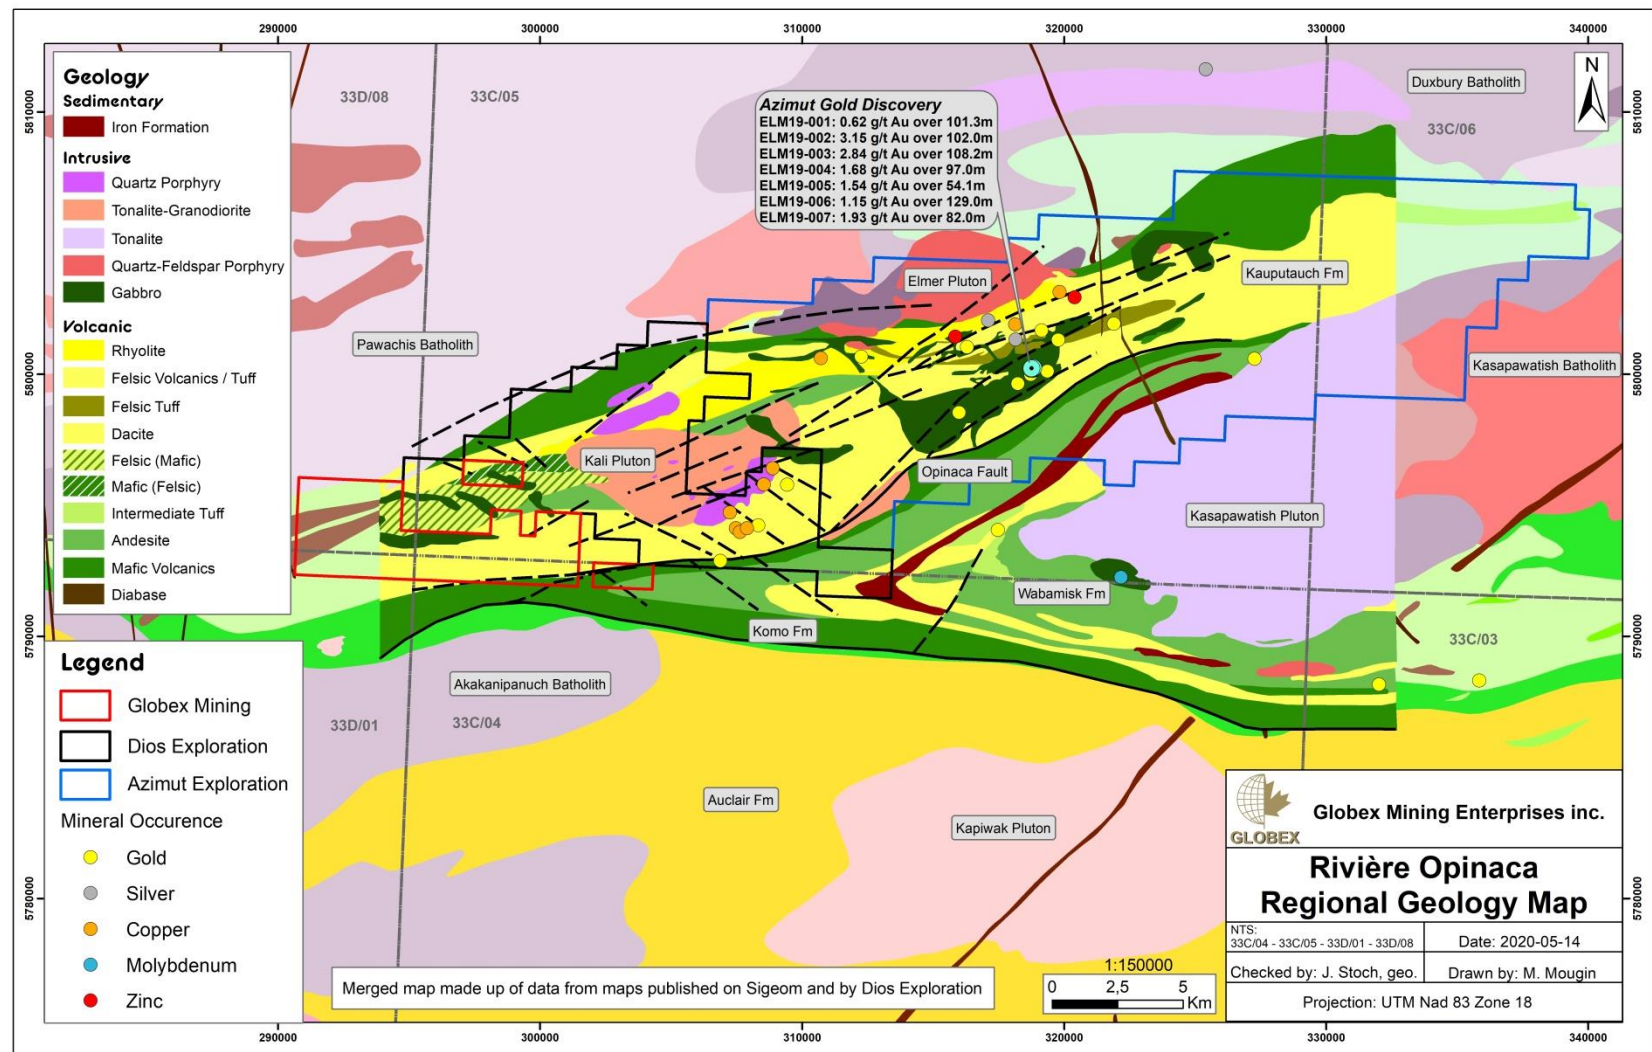 290000
300000
310000
320000
330000
340000
Geology
Sedimentary
Iron Formation
Intrusive
Quartz Porphyry
Tonalite-Granodiorite
Tonalite
Quartz-Feldspar Porphyry
Gabbro
Volcanic
Rhyolite
Felsic Volcanics / Tuff
Felsic Tuff
Dacite
Felsic (Mafic)
Mafic (Felsic)
Intermediate Tuff
Andesite
Mafic Volcanics
Diabase
Legend
Globex Mining
Dios Exploration
Azimut Exploration
Mineral Occurence
Gold
Silver
Copper
Molybdenum
Zinc
33D/08
33C/05
Azimut Gold Discovery
ELM19-001: 0.62 g/t Au over 101.3m
ELM19-002: 3.15 g/t Au over 102.0m
ELM19-003: 2.84 g/t Au over 108.2m
ELM19-004: 1.68 g/t Au over 97.0m
ELM19-005: 1.54 g/t Au over 54.1m
ELM19-006: 1.15 g/t Au over 129.0m
ELM19-007: 1.93 g/t Au over 82.0m
Duxbury Batholith
33C/06
N
Elmer Pluton
Kauputauch Fm
Pawachis Batholith
Kasapawatish Batholith
Kali Pluton
Opinaca Fault
Kasapawatish Pluton
Wabamisk Fm
Komo Fm
33C/03
Akakanipanuch Batholith
33D/01
33C/04
Auclair Fm
Kapiwak Pluton
5810000
5800000
5790000
5780000
5810000
5800000
5790000
5780000
Merged map made up of data from maps published on Sigeom and by Dios Exploration
1:150000
0
2,5
5
Km
GLOBEX
Globex Mining Enterprises inc.
Rivière Opinaca
Regional Geology Map
NTS:
33C/04 - 33C/05 - 33D/01 - 33D/08
Date: 2020-05-14
Checked by: J. Stoch, geo.
Drawn by: M. Mougin
Projection: UTM Nad 83 Zone 18
290000
300000
310000
320000
330000
340000